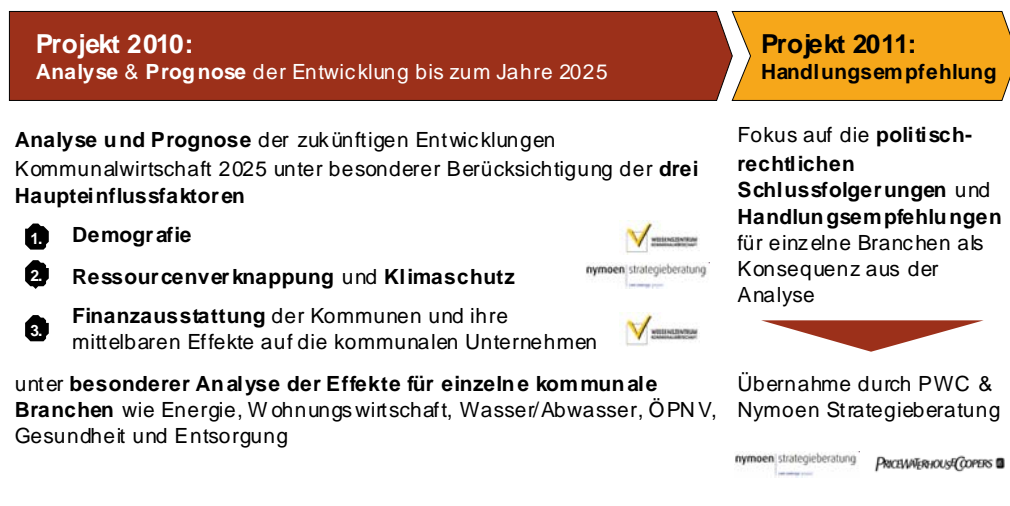 Projekt 2010:
Analyse & Prognose der Entwicklung bis zum Jahre 2025
Analyse und Prognose der zukünftigen Entwicklungen
Kommunalwirtschaft 2025 unter besonderer Berücksichtigung der drei
Haupteinflussfaktoren
1. Demografie
WISSENSZENTRUM
KOMMUNALWIRTSCHAFT
2. Ressourcenverknappung und Klimaschutz
nymoen strategieberatung
3. Finanzausstattung der Kommunen und ihre
mittelbaren Effekte auf die kommunalen Unternehmen
WISSENSZENTRUM
KOMMUNALWIRTSCHAFT
unter besonderer Analyse der Effekte für einzelne kommunale
Branchen wie Energie, Wohnungswirtschaft, Wasser/Abwasser, ÖPNV,
Gesundheit und Entsorgung
Projekt 2011:
Handlungsempfehlung
Fokus auf die politisch-
rechtlichen
Schlussfolgerungen und
Handlungsempfehlungen
für einzelne Branchen als
Konsequenz aus der
Analyse
Übernahme durch PWC &
Nymoen Strategieberatung
nymoen strategieberatung
PRICEWATERHOUSECOOPERS